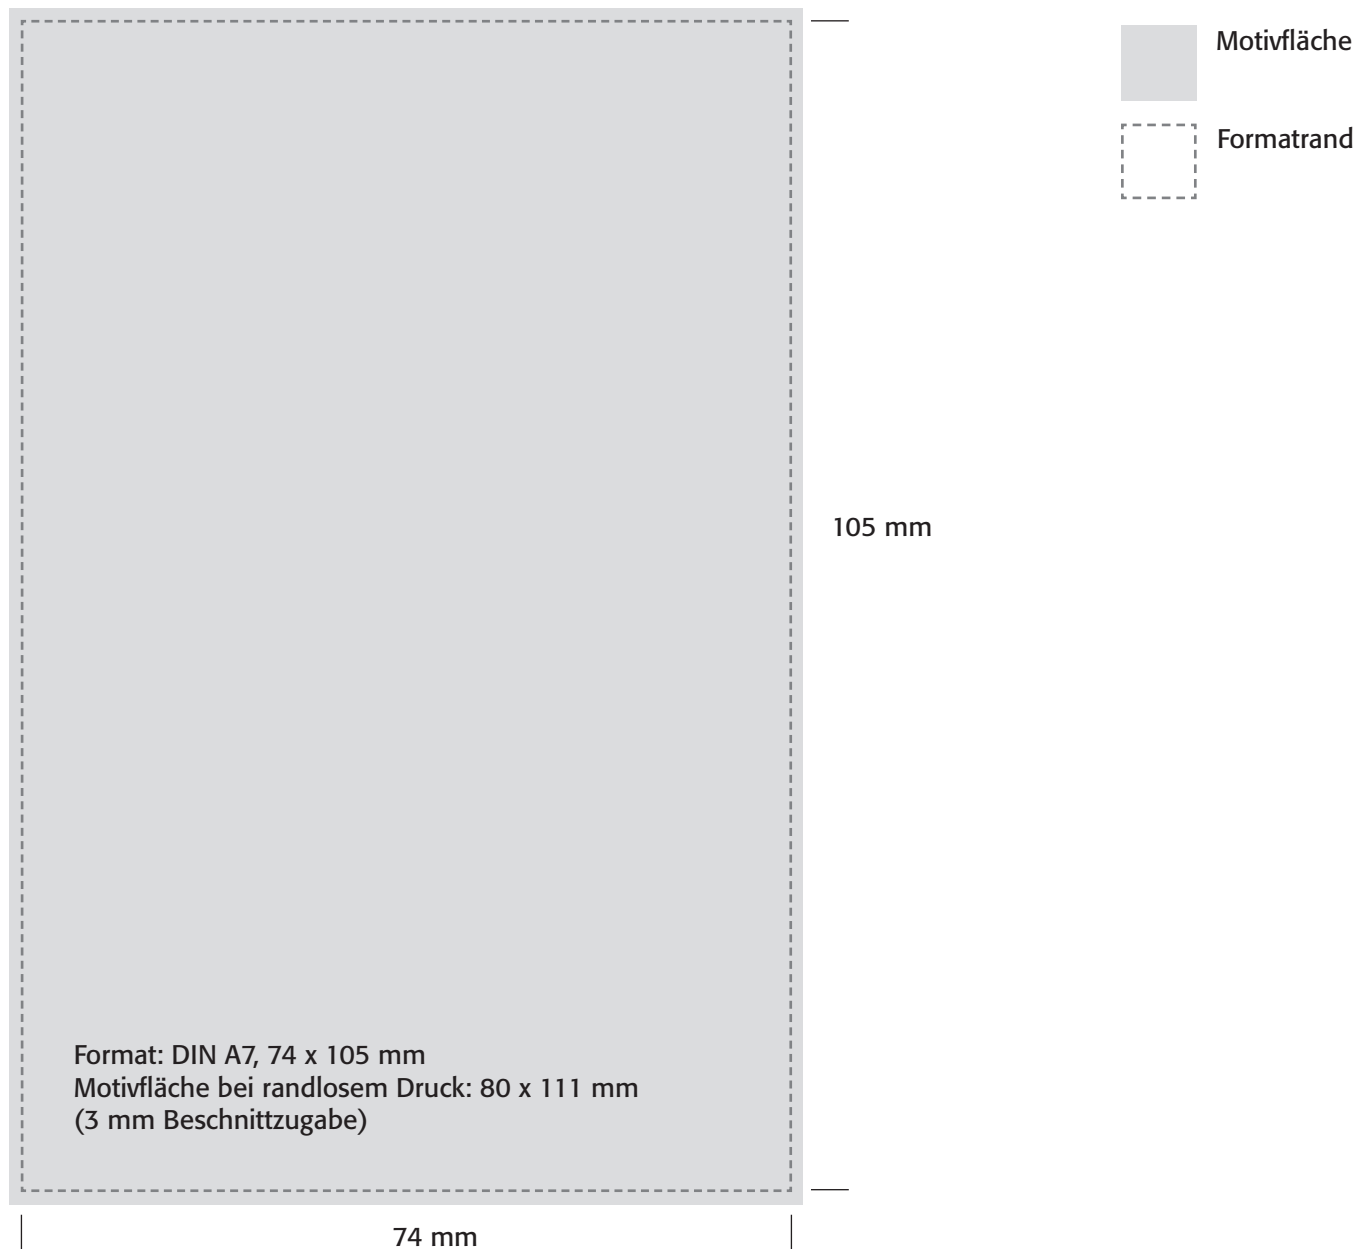 Motivfläche
Formatrand
105 mm
Format: DIN A7, 74 x 105 mm
Motivfläche bei randlosem Druck: 80 x 111 mm
(3 mm Beschnittzugabe)
74 mm